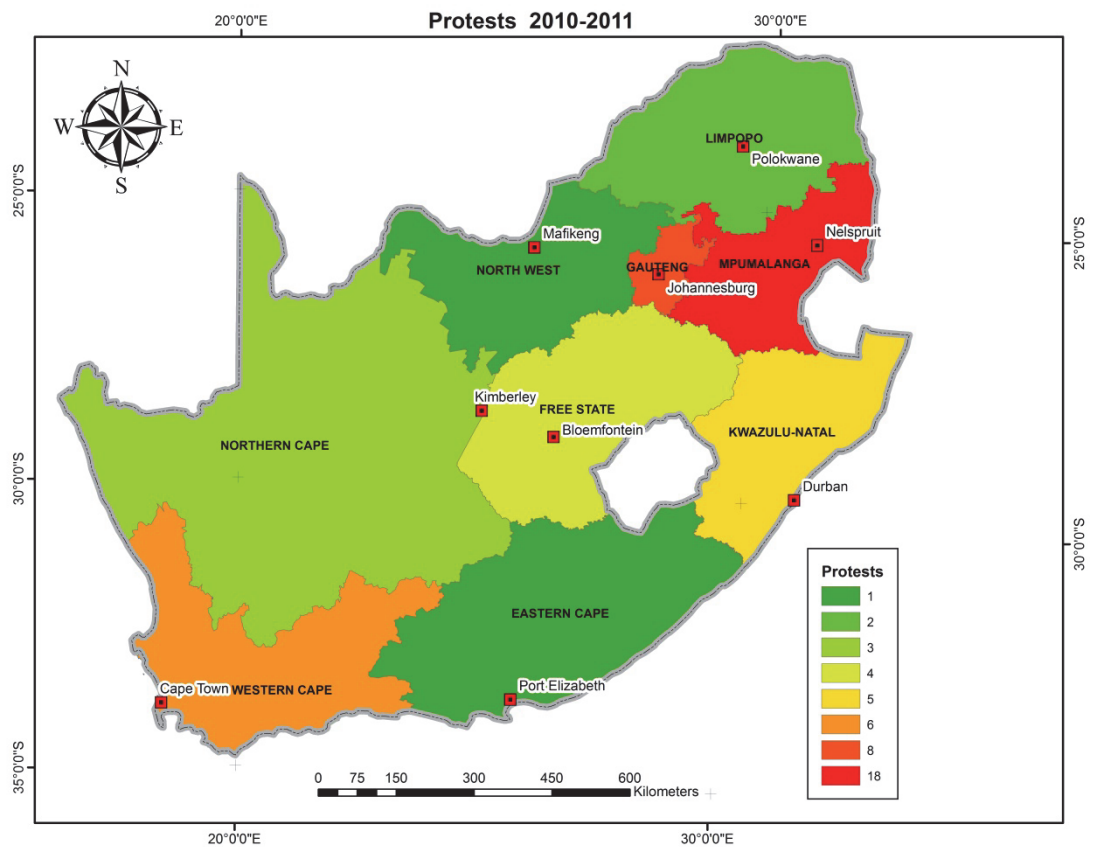 Protests 2010-2011
20°0'0"E
30°0'0"E
N
W
E
S
25°0'0"S
25°0'0"S
30°0'0"S
30°0'0"S
35°0'0"S
LIMPOPO
Polokwane
Mafikeng
NORTH WEST
Nelspruit
GAUTENG
MPUMALANGA
Johannesburg
Kimberley
FREE STATE
Bloemfontein
NORTHERN CAPE
KWAZULU-NATAL
Durban
EASTERN CAPE
Cape Town
WESTERN CAPE
Port Elizabeth
Protests
1
2
3
4
5
6
8
18
0 75 150 300 450 600
Kilometers
20°0'0"E
30°0'0"E